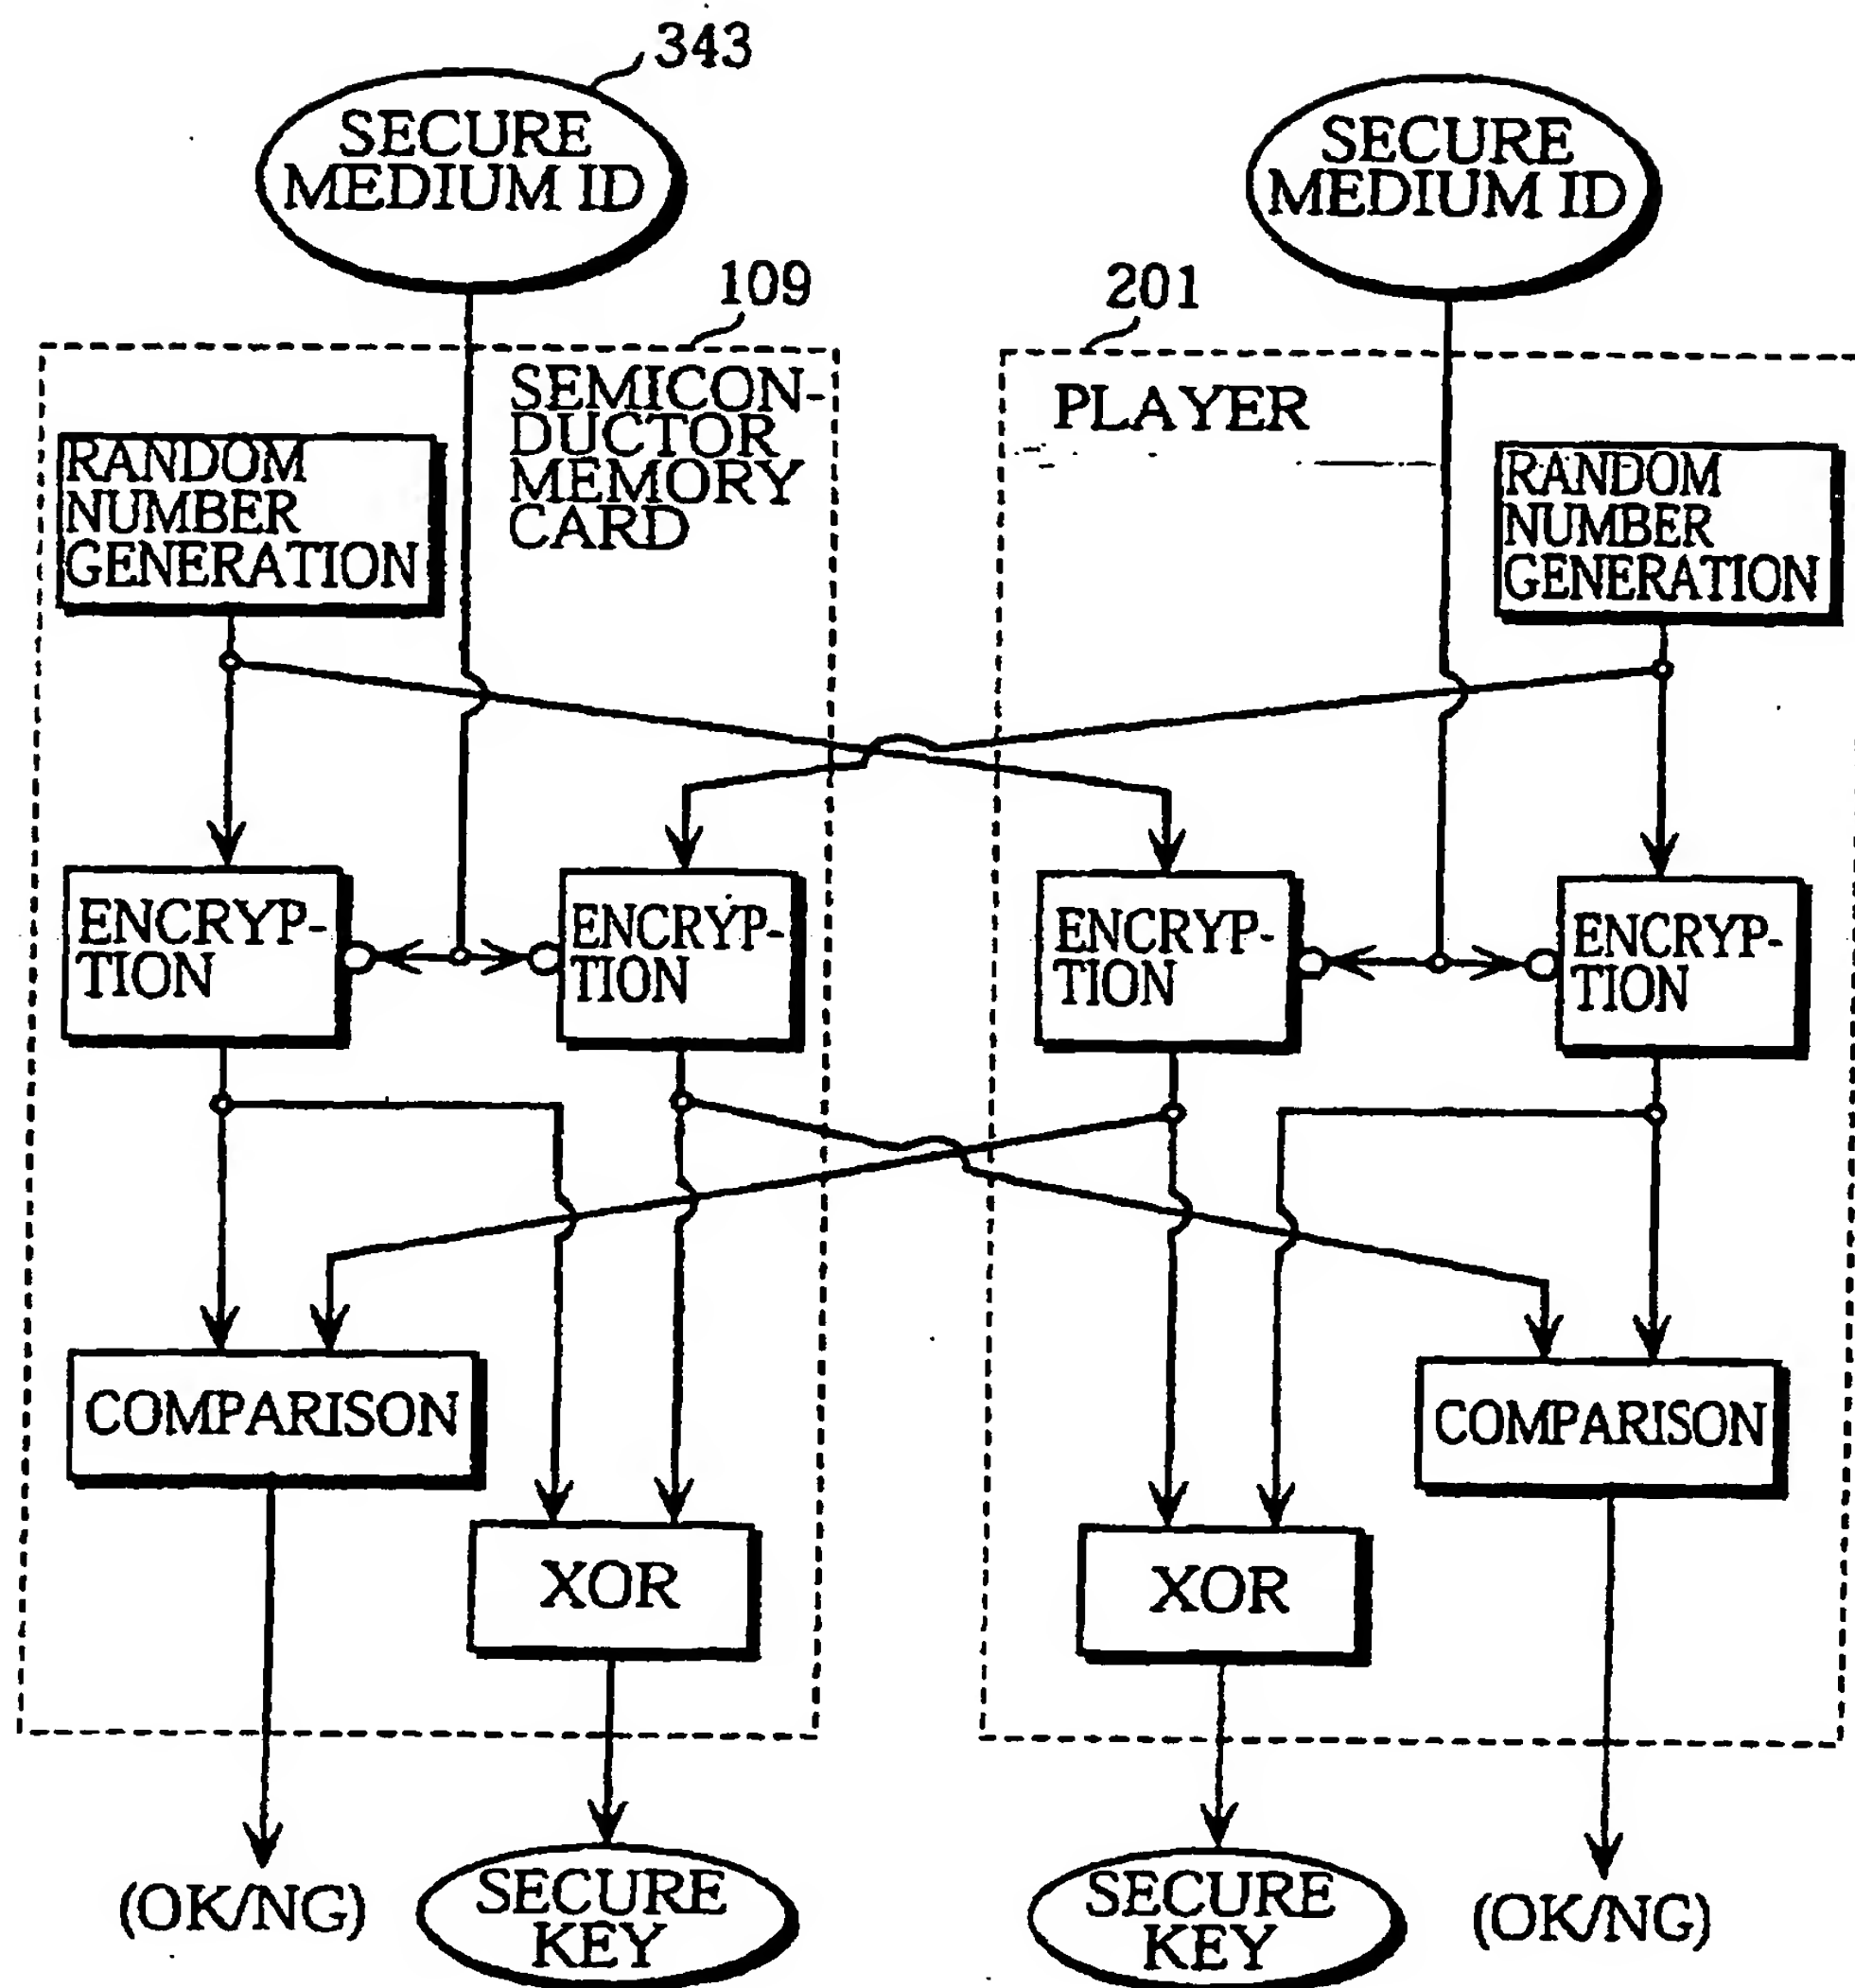 343
SECURE
MEDIUM ID
SECURE
MEDIUM ID
109
201
SEMICON-
DUCTOR
MEMORY
CARD
PLAYER
RANDOM
NUMBER
GENERATION
RANDOM
NUMBER
GENERATION
ENCRYP-
TION
ENCRYP-
TION
ENCRYP-
TION
ENCRYP-
TION
COMPARISON
COMPARISON
XOR
XOR
(OK/NG)
SECURE
KEY
SECURE
KEY
(OK/NG)